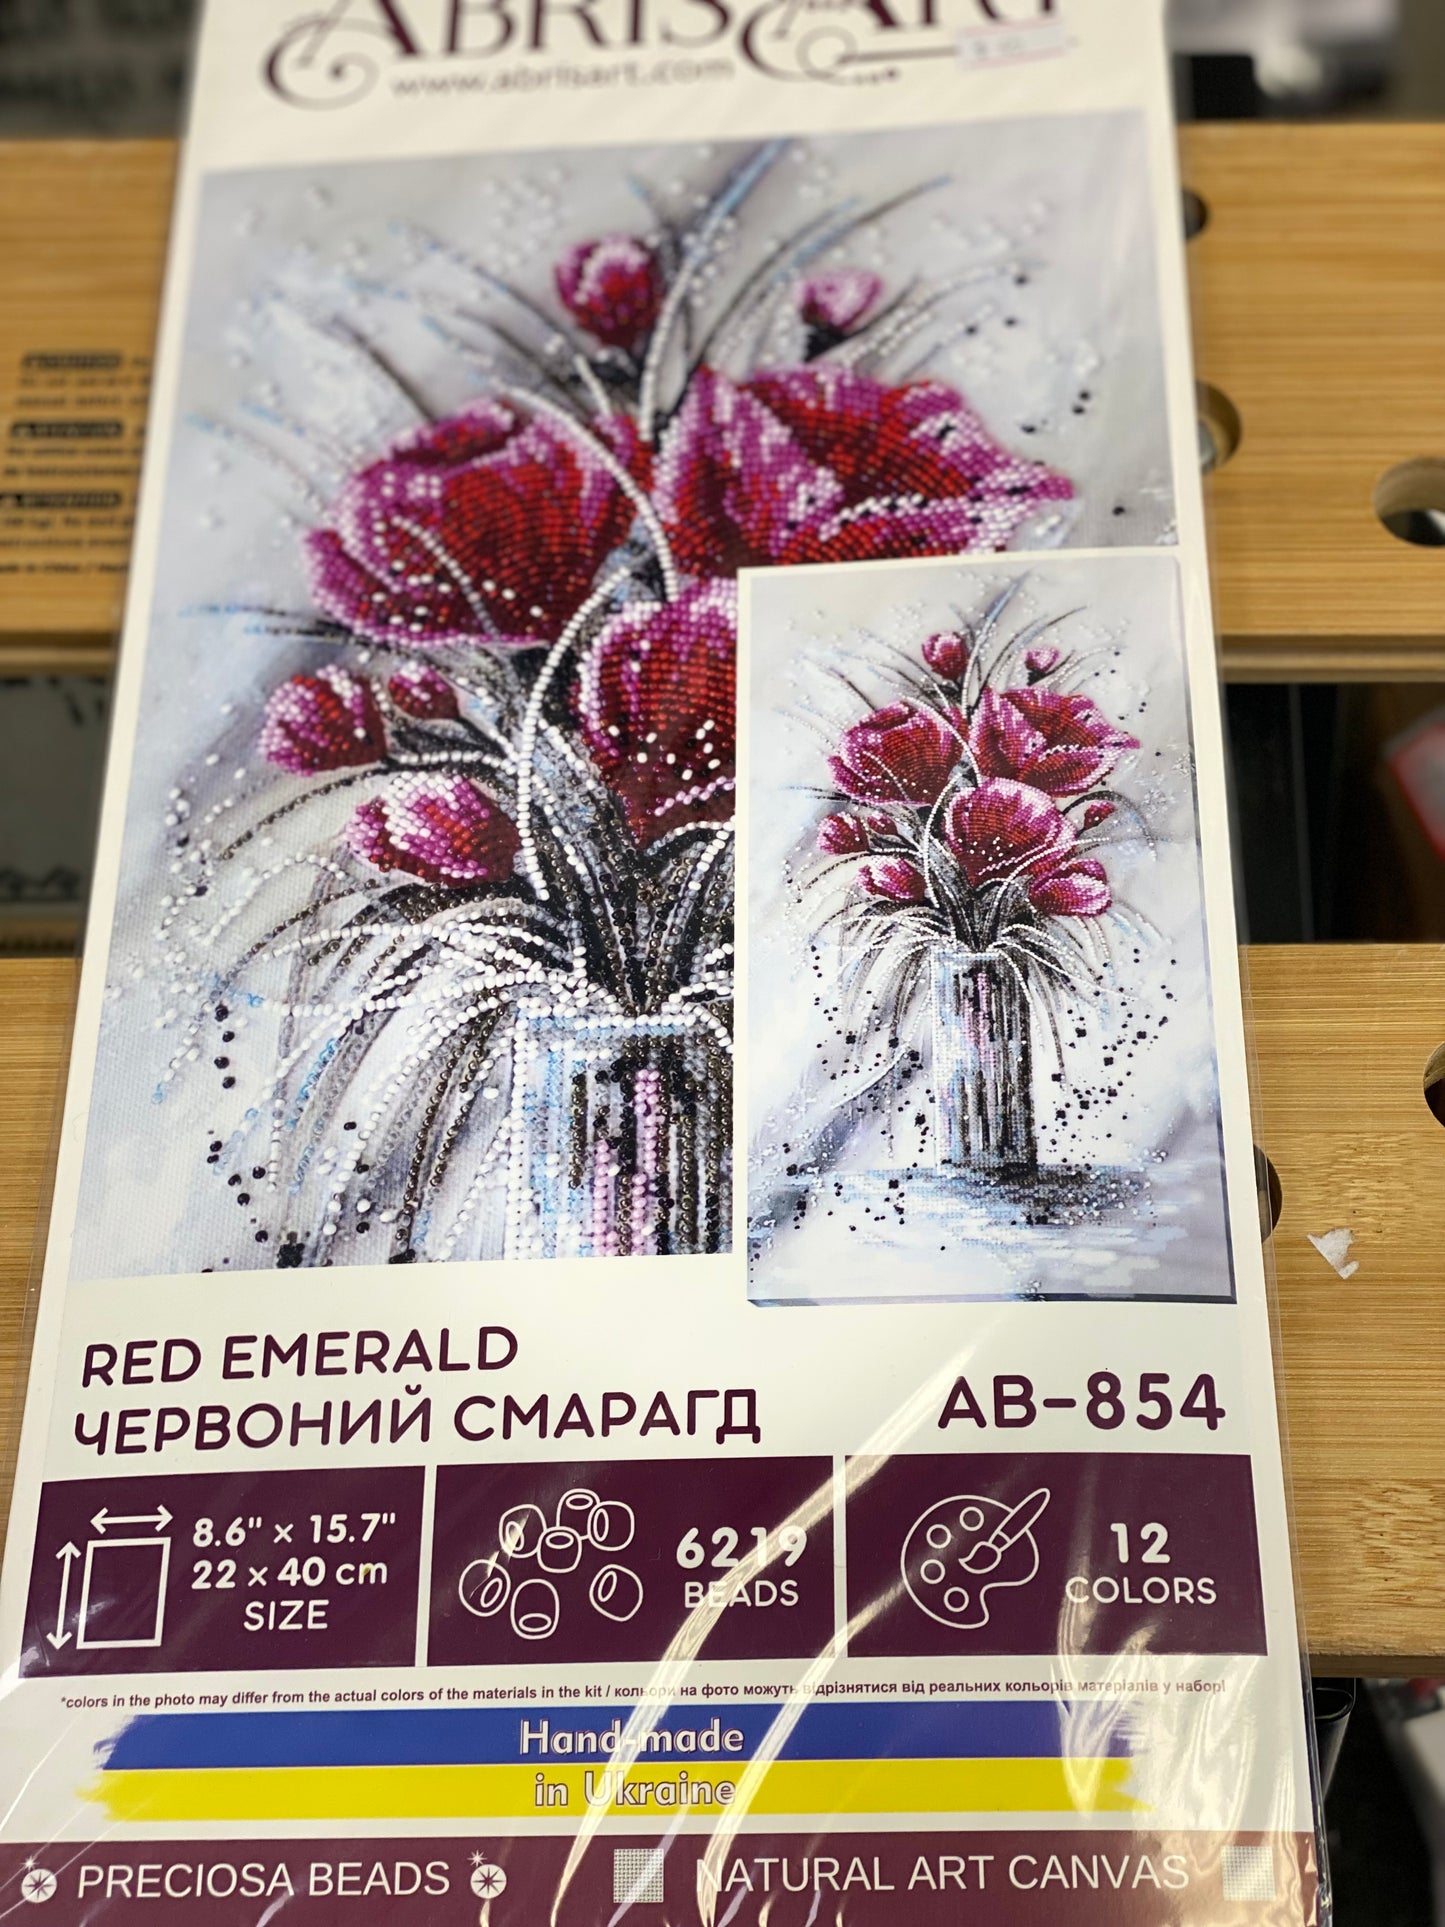 ABRIS ART
www.abrisart.com
RED EMERALD
ЧЕРВОНИЙ СМАРАГД
AB-854
8.6" × 15.7"
22 × 40 cm
SIZE
6219
BEADS
12
COLORS
*colors in the photo may differ from the actual colors of the materials in the kit / кольори на фото можуть відрізнятися від реальних кольорів матеріалів у наборі
Hand-made
in Ukraine
PRECIOSA BEADS
NATURAL ART CANVAS